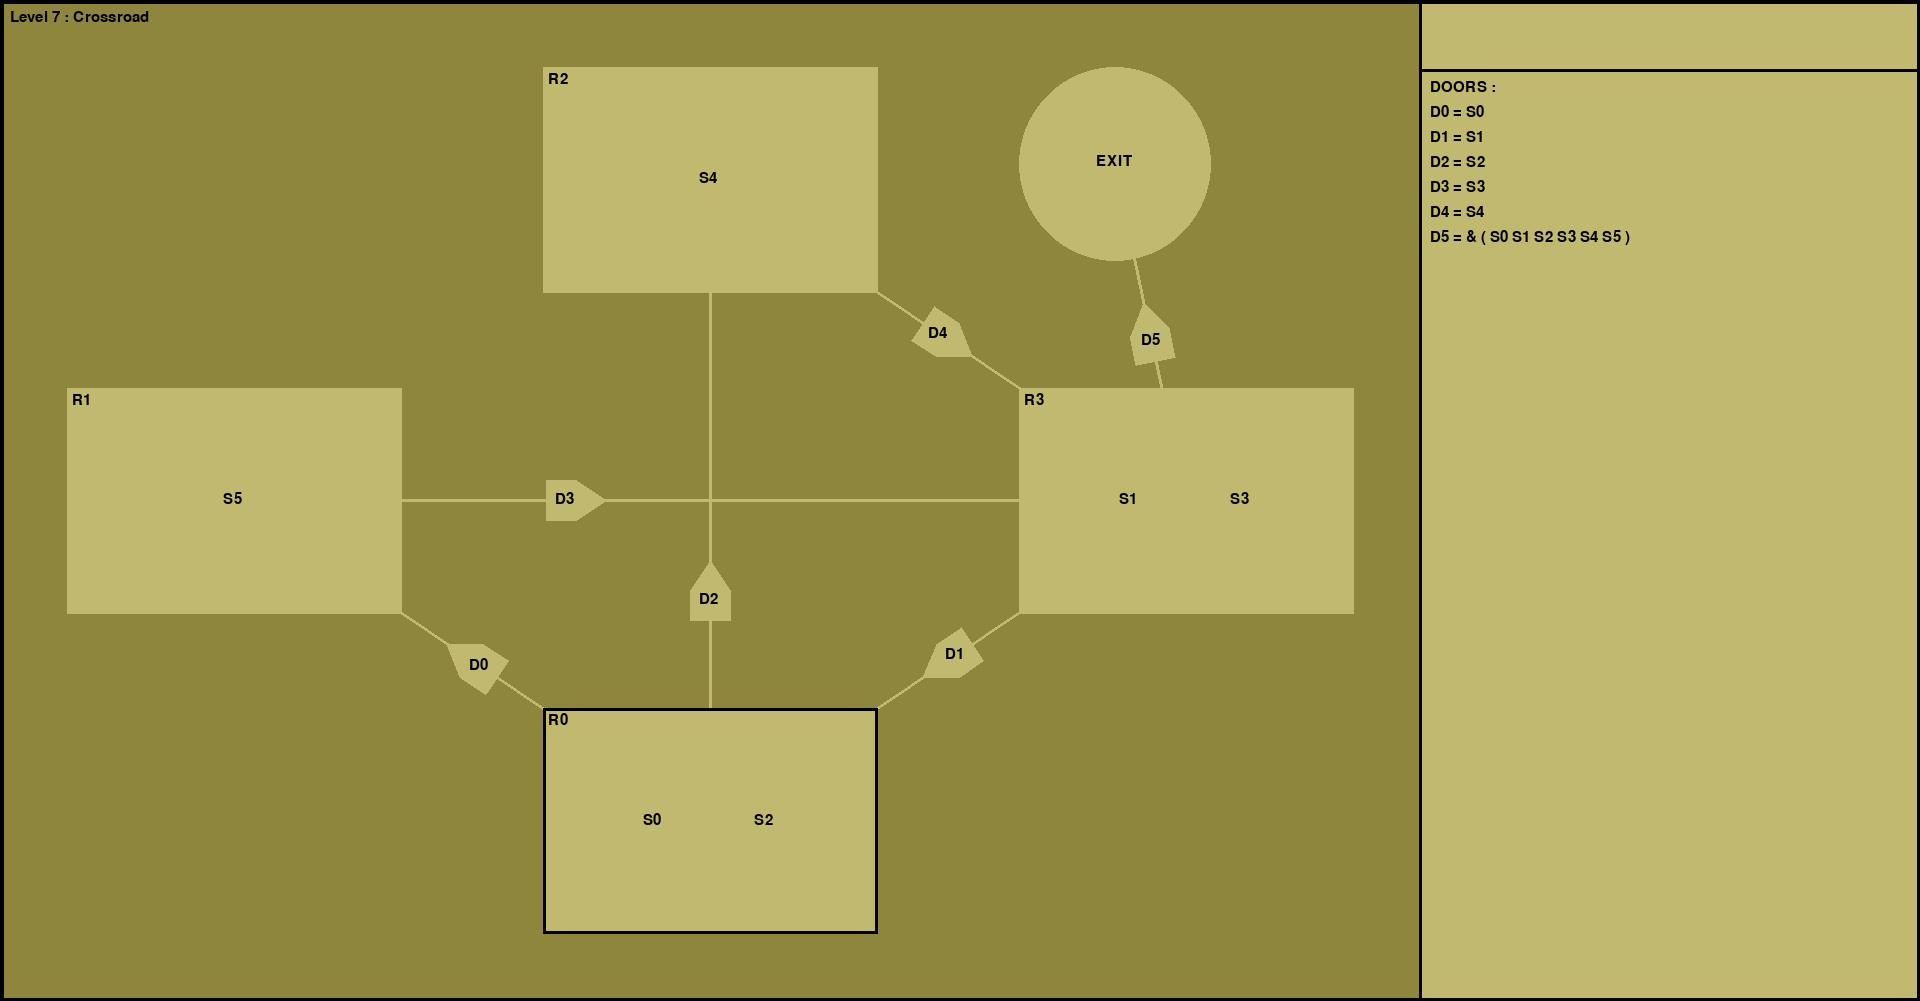 Level 7 : Crossroad
R2
S4
EXIT
D4
D5
R1
S5
R3
S1 S3
D3
D2
D0
D1
R0
S0 S2
DOORS :
D0 = S0
D1 = S1
D2 = S2
D3 = S3
D4 = S4
D5 = & ( S0 S1 S2 S3 S4 S5 )